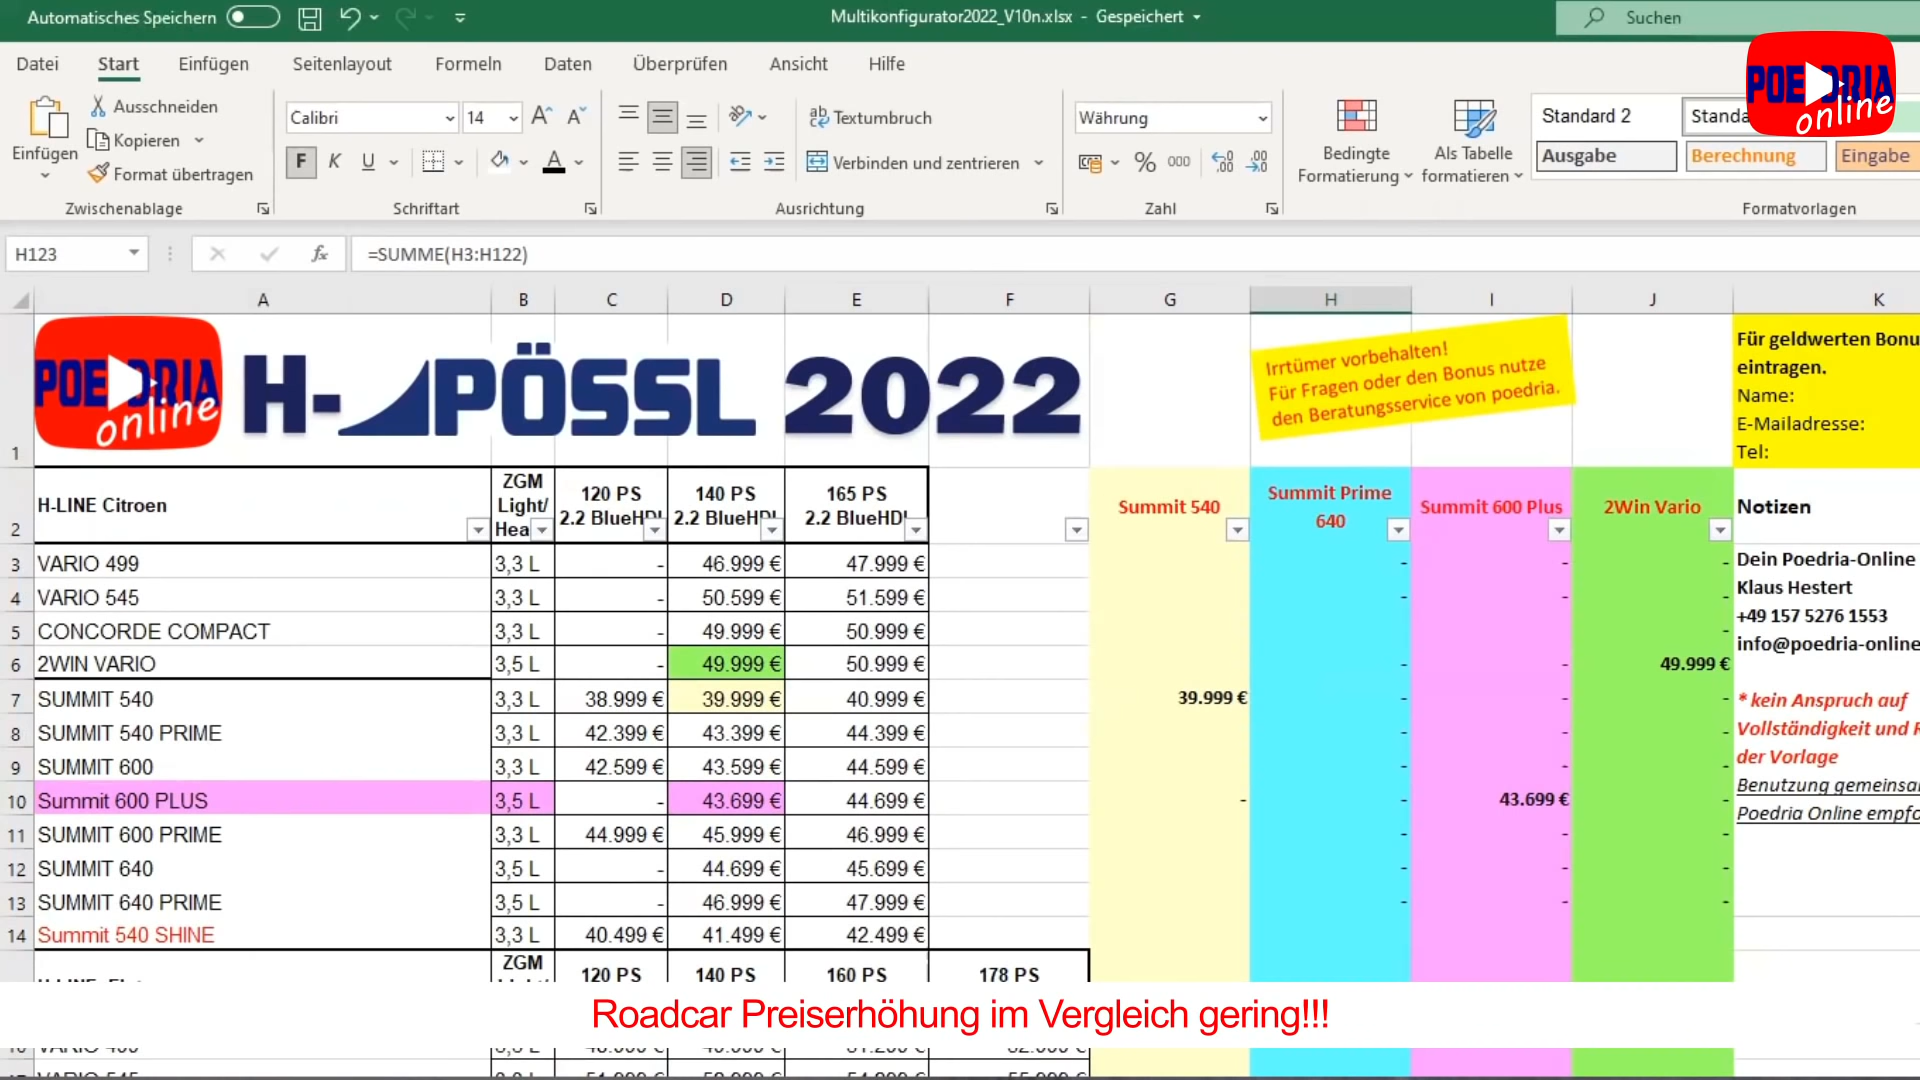 Automatisches Speichern
Multikonfigurator2022_V10n.xlsx - Gespeichert
Suchen
Datei Start Einfügen Seitenlayout Formeln Daten Überprüfen Ansicht Hilfe
POEDRIA online
Einfügen
Ausschneiden
Kopieren
Format übertragen
Zwischenablage
Calibri 14
F K U
Schriftart
Textumbruch
Verbinden und zentrieren
Ausrichtung
Währung
% 000
Zahl
Bedingte Formatierung
Als Tabelle formatieren
Standard 2
Ausgabe Berechnung Eingabe
Formatvorlagen
H123 fx =SUMME(H3:H122)
A B C D E F G H I J K
1
POEDRIA online
H-PÖSSL 2022
Irrtümer vorbehalten!
Für Fragen oder den Bonus nutze
den Beratungsservice von poedria.
Für geldwerten
eintragen.
Name:
E-Mailadresse:
Tel:
2 H-LINE Citroen
ZGM
Light/
120 PS
140 PS
2.2
165 PS
Summit 540
Summit Prime
640
Summit 600 Plus
2Win Vario
Notizen
3 VARIO 499 3,3 L - 46.999 € 47.999 € - - -
4 VARIO 545 3,3 L - 50.599 € 51.599 € - - -
5 CONCORDE COMPACT 3,3 L - 49.999 € 50.999 € - - -
6 2WIN VARIO 3,5 L - 49.999 € 50.999 € - - 49.999 €
7 SUMMIT 540 3,3 L 38.999 € 39.999 € 40.999 € 39.999 € - - -
8 SUMMIT 540 PRIME 3,3 L 42.399 € 43.399 € 44.399 € - - -
9 SUMMIT 600 3,3 L 42.599 € 43.599 € 44.599 € - - -
10 Summit 600 PLUS 3,5 L - 43.699 € 44.699 € - - 43.699 € -
11 SUMMIT 600 PRIME 3,3 L 44.999 € 45.999 € 46.999 € - - -
12 SUMMIT 640 3,5 L - 44.699 € 45.699 € - - -
13 SUMMIT 640 PRIME 3,5 L - 46.999 € 47.999 € - - -
14 Summit 540 SHINE 3,3 L 40.499 € 41.499 € 42.499 €
Dein Poedria-Online
Klaus Hestert
+49 157 5276 1553
info@poedria-online
* kein Anspruch auf
Vollständigkeit und
der Vorlage
Benutzung
Poedria Online
ZGM
120 PS 140 PS 160 PS 178 PS
Roadcar Preiserhöhung im Vergleich gering!!!